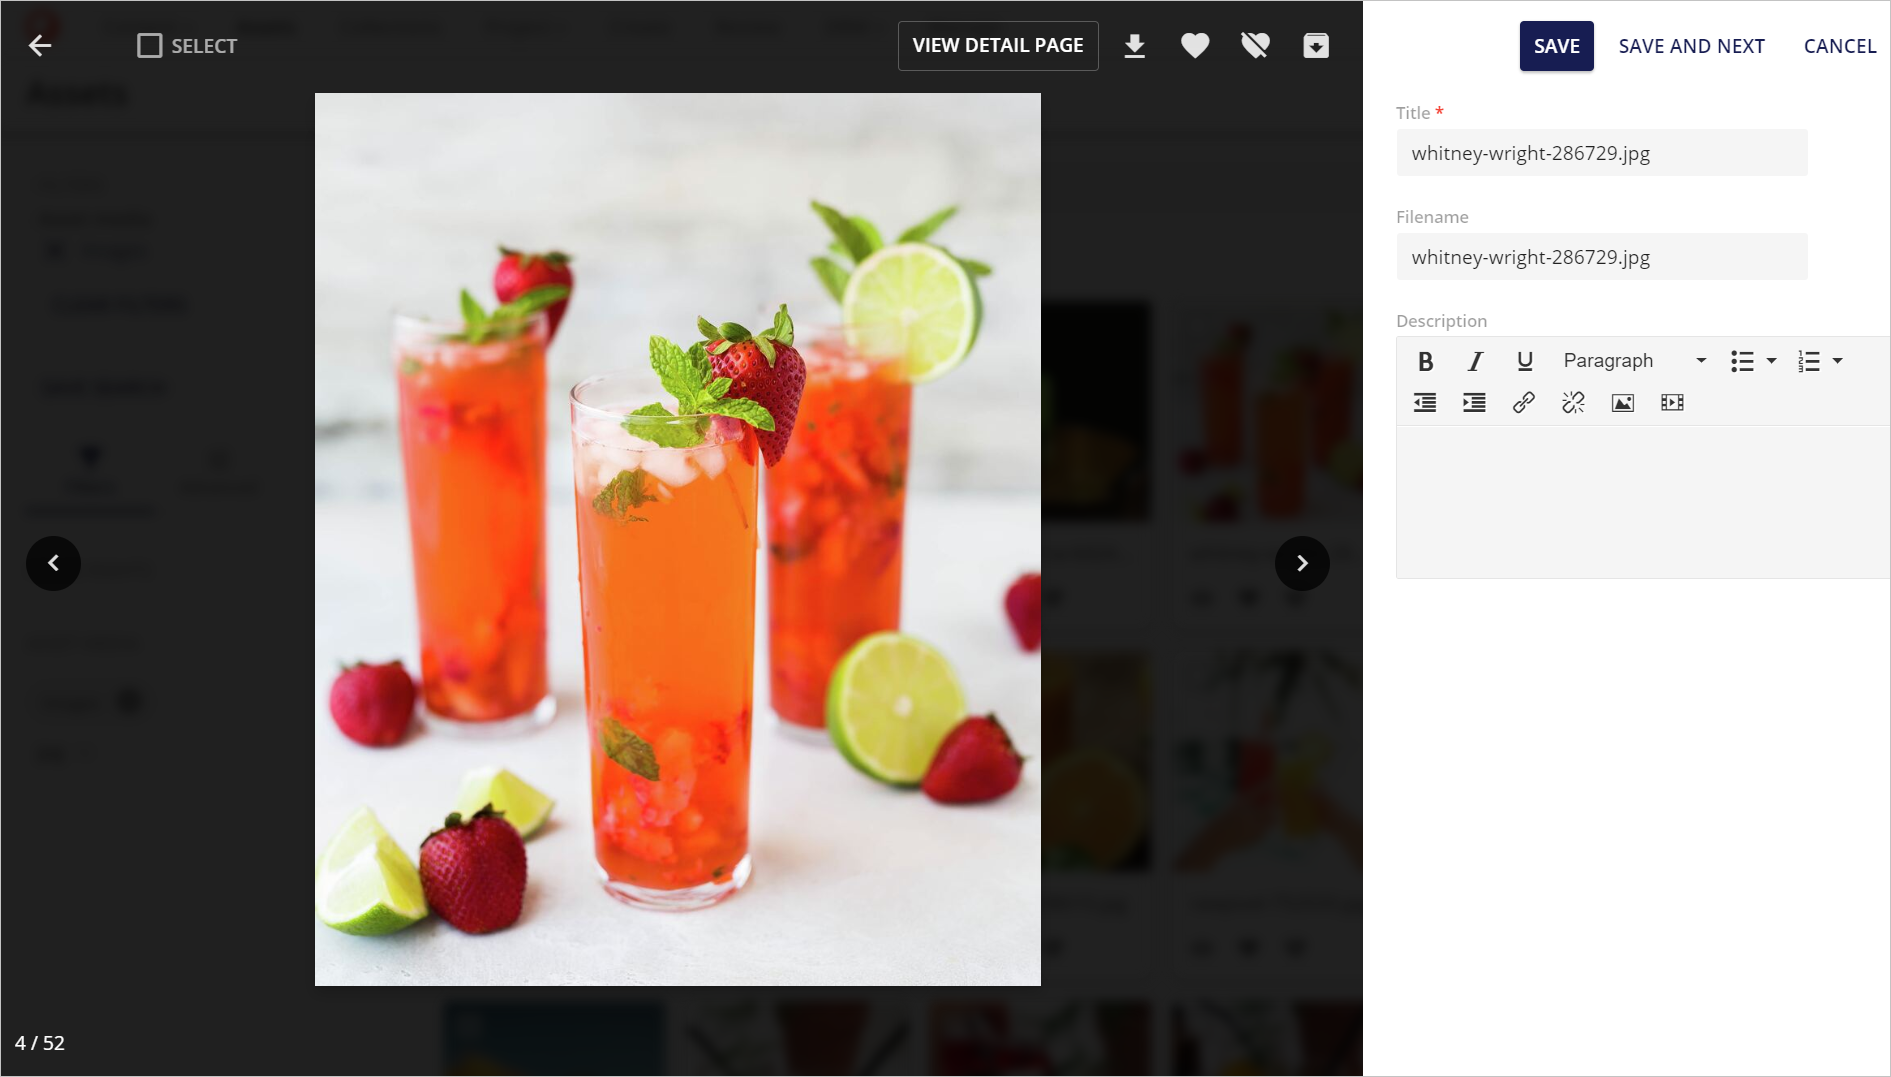 SELECT
VIEW DETAIL PAGE
SAVE
SAVE AND NEXT
CANCEL
Assets
Title *
whitney-wright-286729.jpg
Filename
whitney-wright-286729.jpg
Description
B I U Paragraph
4 / 52